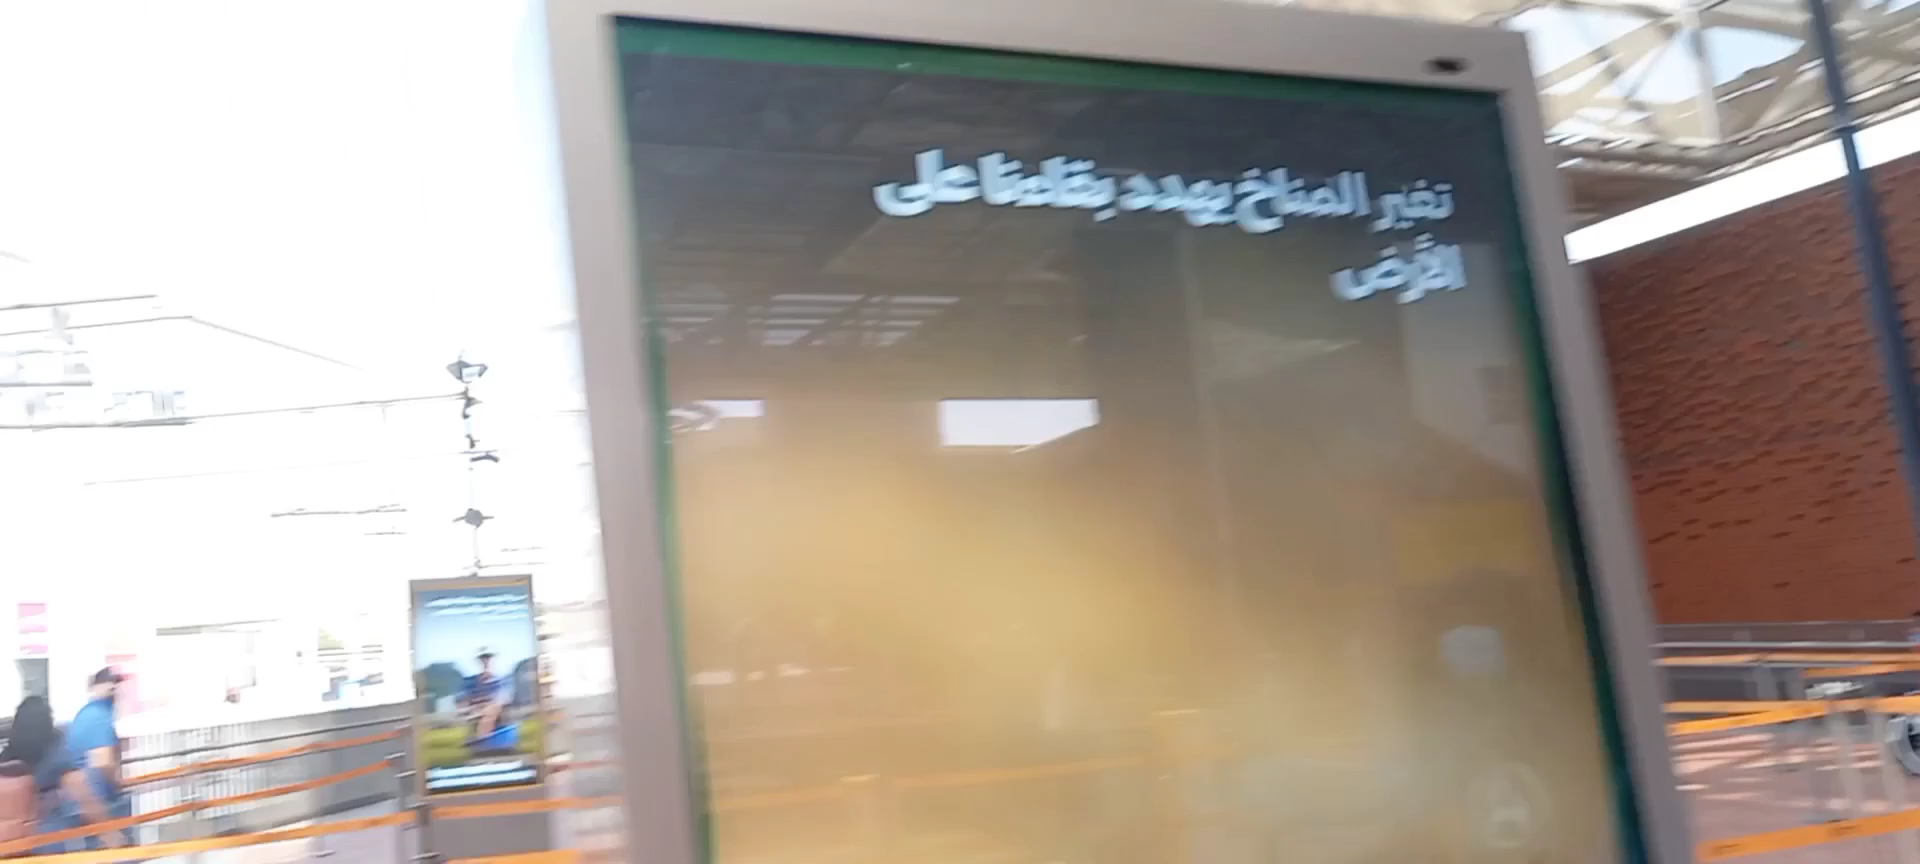 تغير المناخ يهدد بقاءنا على
الأرض